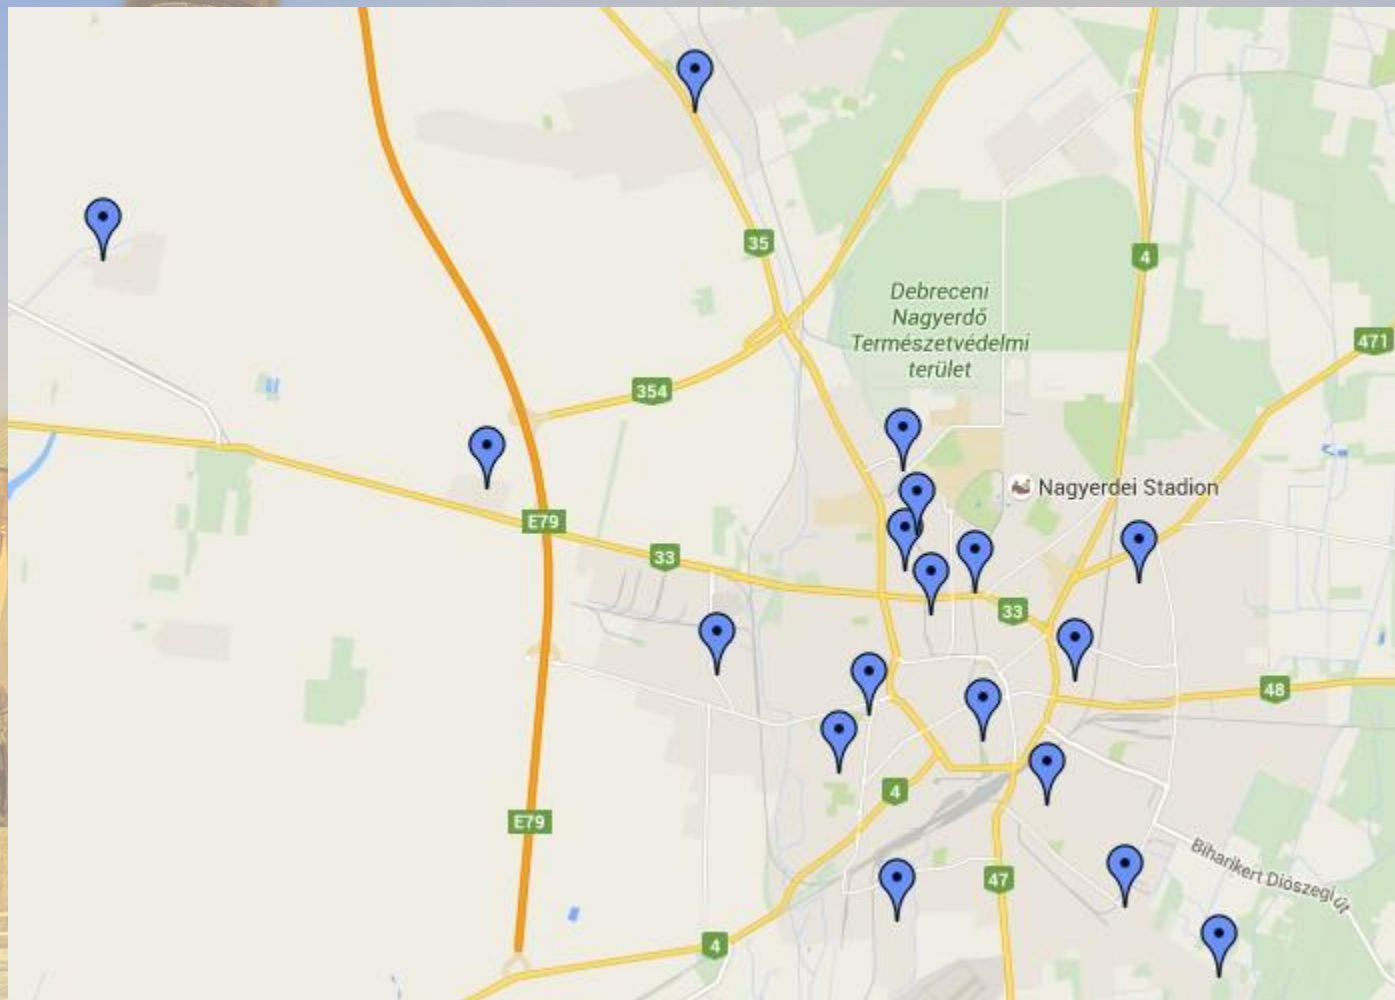 35
4
Debreceni
Nagyerdő
Természetvédelmi
terület
471
354
Nagyerdei Stadion
E79
33
33
48
4
E79
Biharikert Diószegi út
47
4